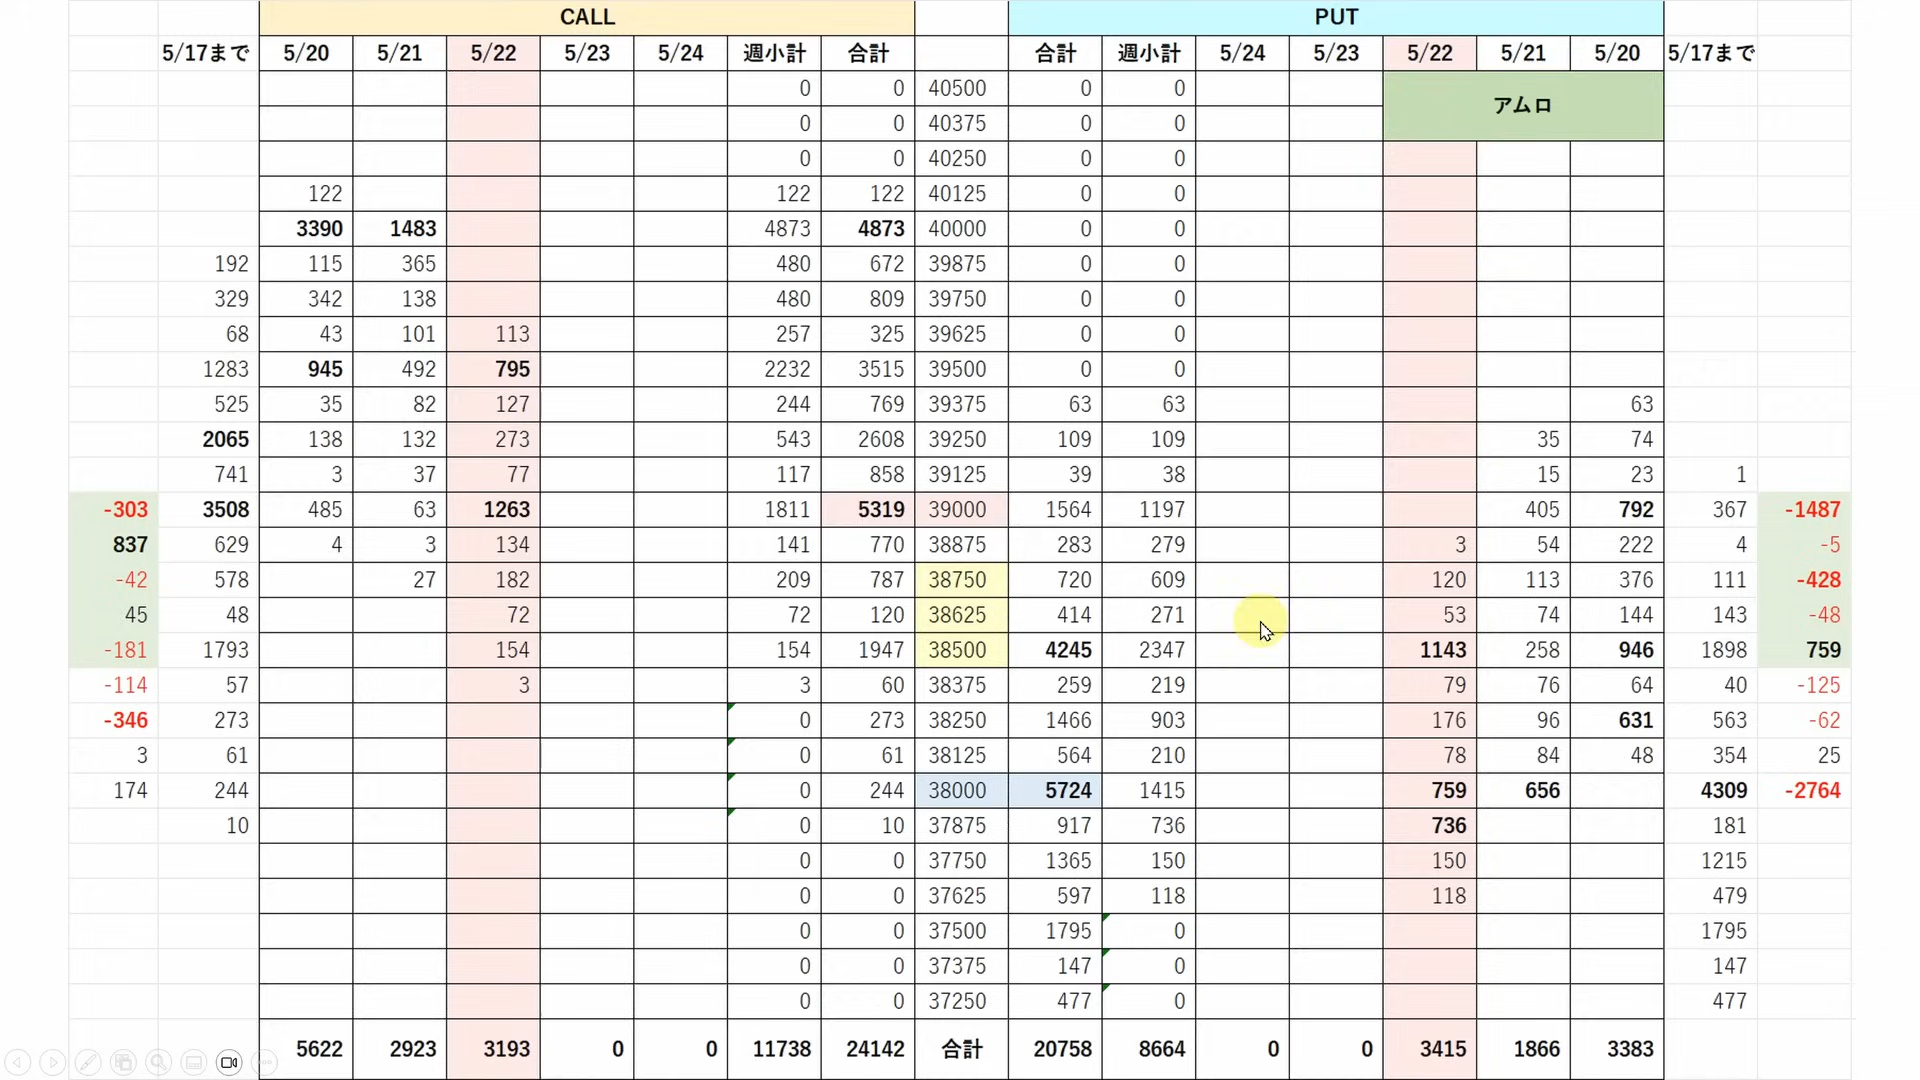 CALL PUT
5/17まで 5/20 5/21 5/22 5/23 5/24 週小計 合計 合計 週小計 5/24 5/23 5/22 5/21 5/20 5/17まで
0 0 40500 0 0 アムロ
0 0 40375 0 0
0 0 40250 0 0
122 122 122 40125 0 0
3390 1483 4873 4873 40000 0 0
192 115 365 480 672 39875 0 0
329 342 138 480 809 39750 0 0
68 43 101 113 257 325 39625 0 0
1283 945 492 795 2232 3515 39500 0 0
525 35 82 127 244 769 39375 63 63 63
2065 138 132 273 543 2608 39250 109 109 35 74
741 3 37 77 117 858 39125 39 38 15 23 1
-303 3508 485 63 1263 1811 5319 39000 1564 1197 405 792 367 -1487
837 629 4 3 134 141 770 38875 283 279 3 54 222 4 -5
-42 578 27 182 209 787 38750 720 609 120 113 376 111 -428
45 48 72 72 120 38625 414 271 53 74 144 143 -48
-181 1793 154 154 1947 38500 4245 2347 1143 258 946 1898 759
-114 57 3 3 60 38375 259 219 79 76 64 40 -125
-346 273 0 273 38250 1466 903 176 96 631 563 -62
3 61 0 61 38125 564 210 78 84 48 354 25
174 244 0 244 38000 5724 1415 759 656 4309 -2764
10 0 10 37875 917 736 736 181
0 0 37750 1365 150 150 1215
0 0 37625 597 118 118 479
0 0 37500 1795 0 1795
0 0 37375 147 0 147
0 0 37250 477 0 477
5622 2923 3193 0 0 11738 24142 合計 20758 8664 0 0 3415 1866 3383